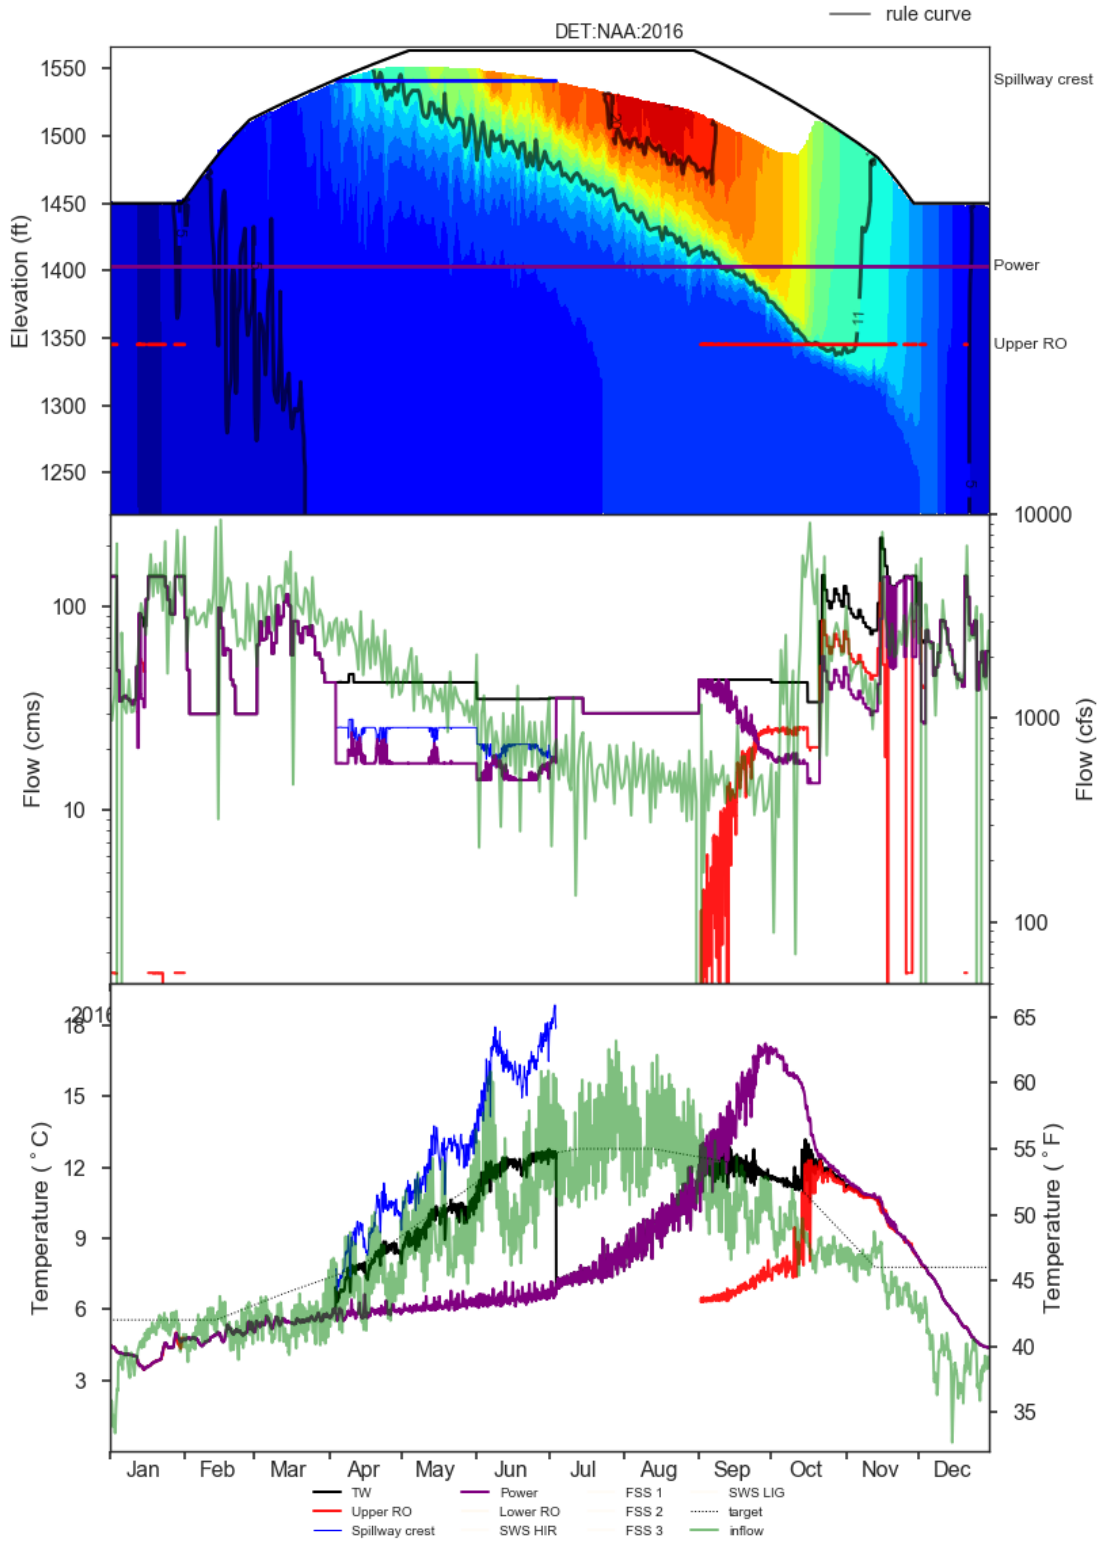 rule curve
DET:NAA:2016
1550
1500
1450
1400
1350
1300
1250
Elevation (ft)
Spillway crest
Power
Upper RO
11
10000
1000
100
Flow (cfs)
100
10
Flow (cms)
2016
18
15
12
9
6
3
Temperature (°C)
65
60
55
50
45
40
35
Temperature (°F)
Jan Feb Mar Apr May Jun Jul Aug Sep Oct Nov Dec
TW Power FSS 1 SWS LIG
Upper RO Lower RO FSS 2 target
Spillway crest SWS HIR FSS 3 inflow